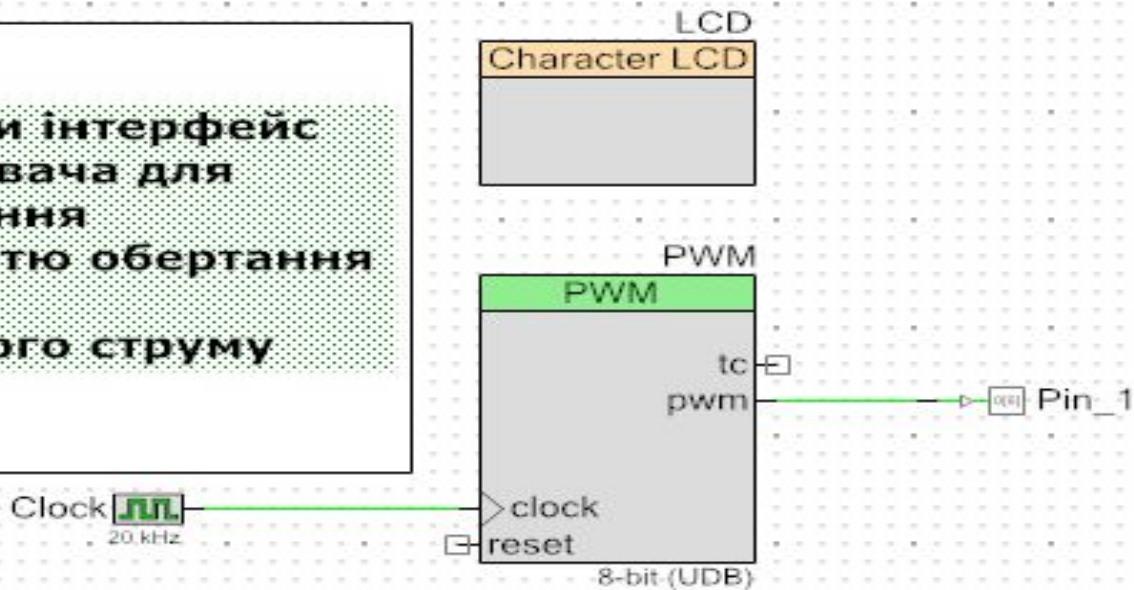 и інтерфейс
вача для
ння
тю обертання
ого струму
LCD
Character LCD
PWM
PWM
tc
pwm
Pin_1
Clock
20 kHz
clock
reset
8-bit (UDB)